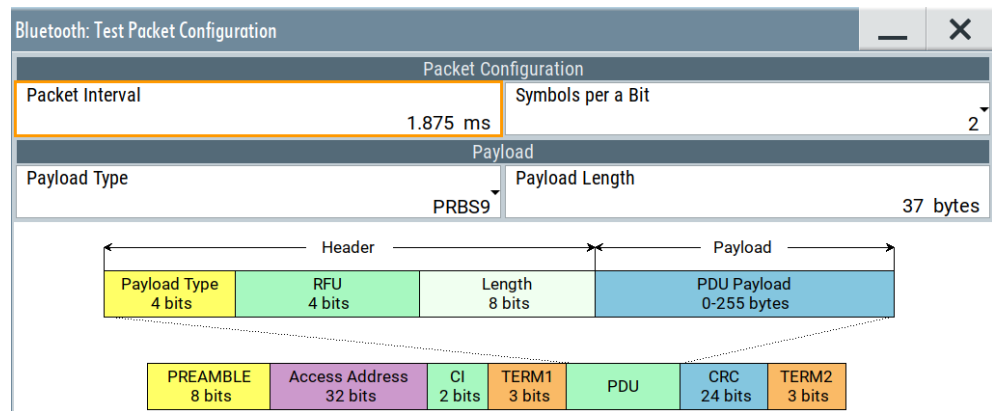 Bluetooth: Test Packet Configuration
Packet Configuration
Packet Interval
1.875 ms
Symbols per a Bit
2
Payload
Payload Type
PRBS9
Payload Length
37 bytes
Header
Payload
Payload Type
4 bits
RFU
4 bits
Length
8 bits
PDU Payload
0-255 bytes
PREAMBLE
8 bits
Access Address
32 bits
CI
2 bits
TERM1
3 bits
PDU
CRC
24 bits
TERM2
3 bits